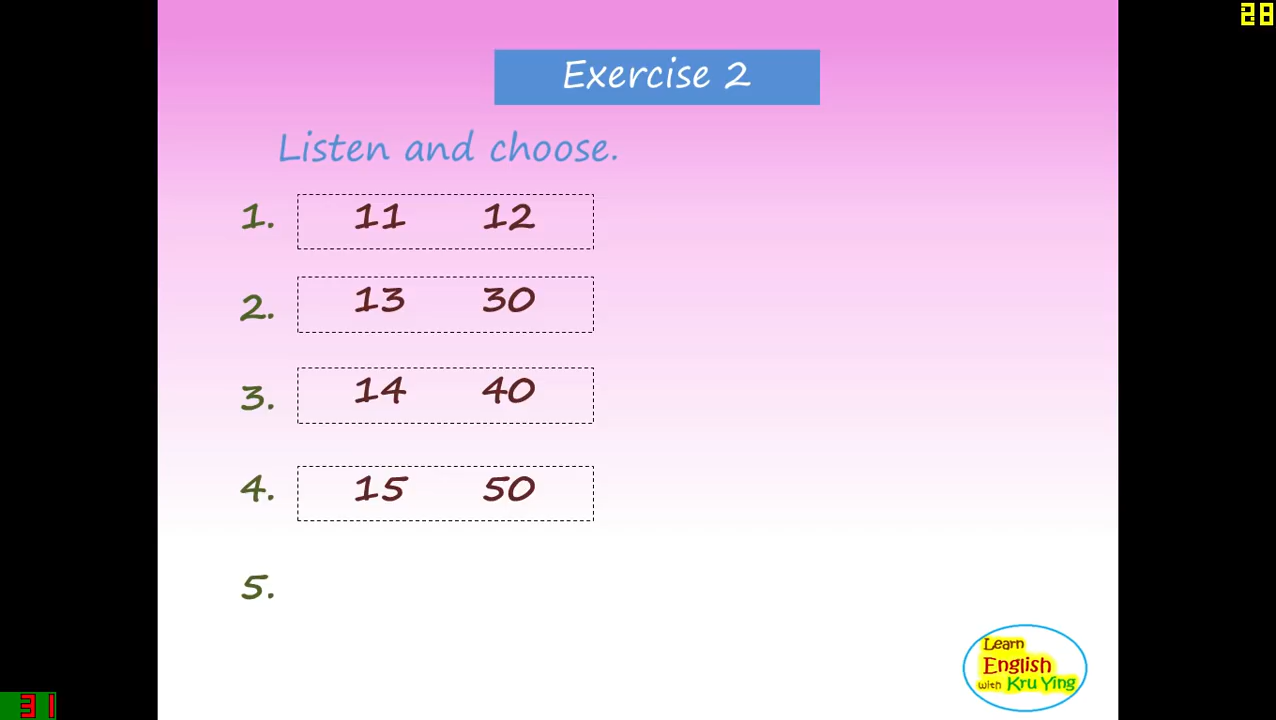 28
Exercise 2
Listen and choose.
1. 11 12
2. 13 30
3. 14 40
4. 15 50
5.
Learn
English
with Kru Ying
31